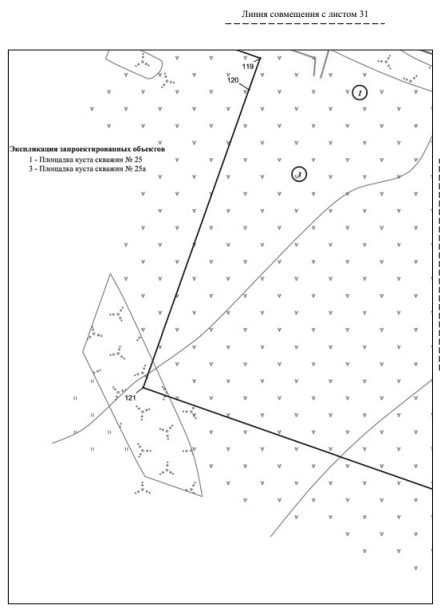 Линия совмещения с листом 31
119
120
1
Экспликация запроектированных объектов
1 - Площадка куста скважин № 25
3 - Площадка куста скважин № 25а
3
121